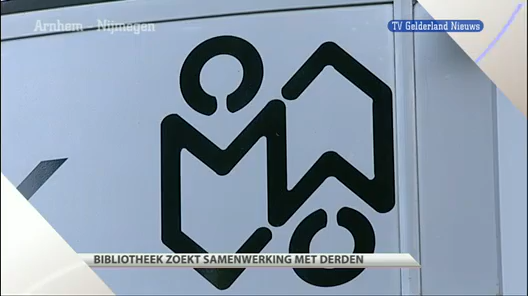 Arnhem - Nijmegen
TV Gelderland Nieuws
BIBLIOTHEEK ZOEKT SAMENWERKING MET DERDEN